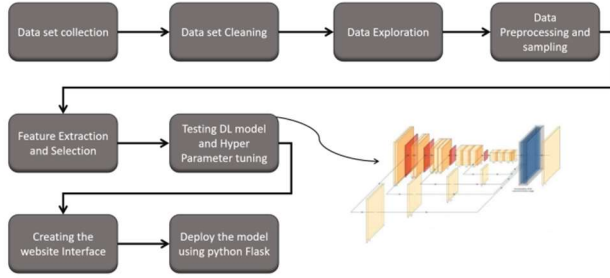 Data set collection
Data set Cleaning
Data Exploration
Data
Preprocessing and
sampling
Feature Extraction
and Selection
Testing DL model
and Hyper
Parameter tuning
Creating the
website Interface
Deploy the model
using python Flask